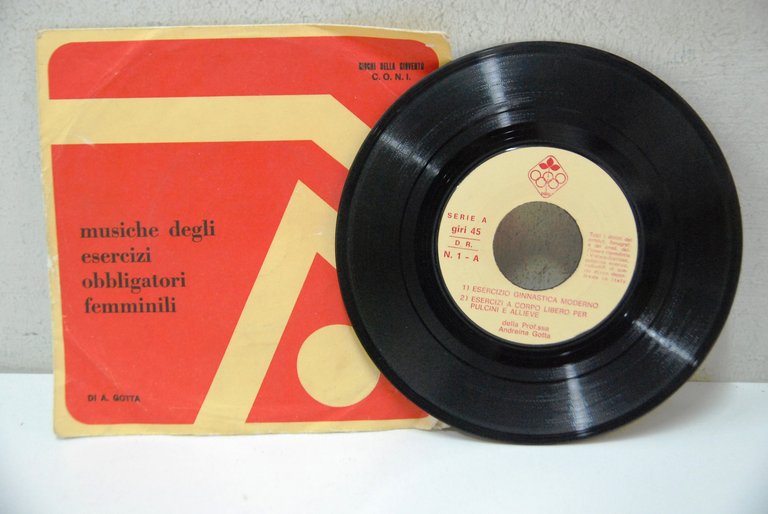 GIOCHI DELLA GIOVENTÙ
C.O.N.I.
musiche degli
esercizi
obbligatori
femminili
DI A. GOTTA
SERIE A
giri 45
D R.
N. 1 - A
1) ESERCIZIO GINNASTICA MODERNO
2) ESERCIZI A CORPO LIBERO PER
PULCINI E ALLIEVE
della Prof.ssa
Andreina Gotta